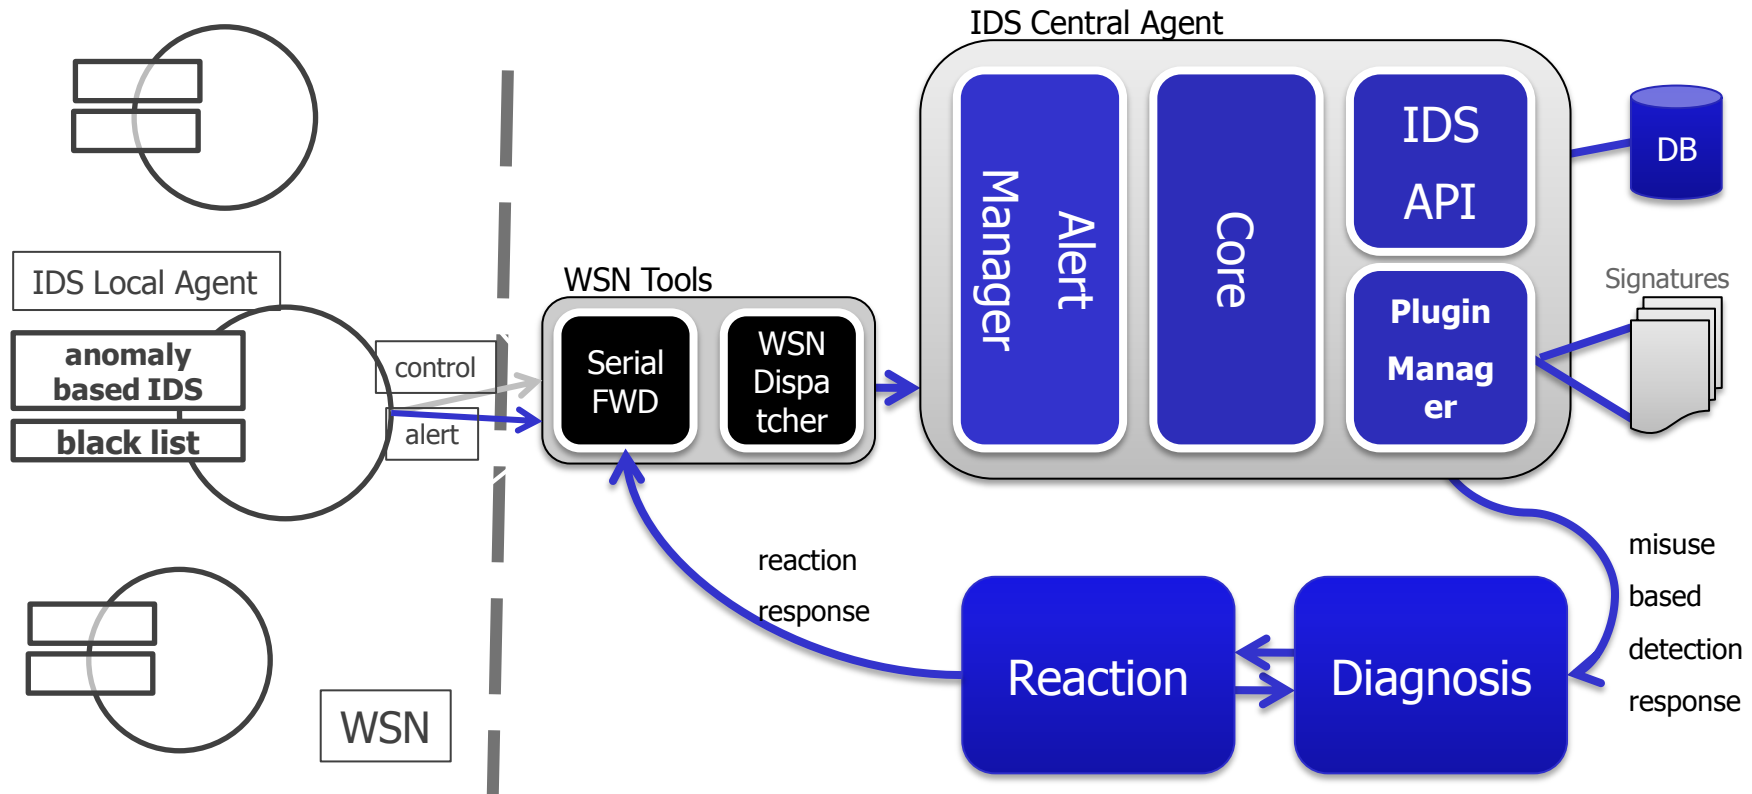 IDS Central Agent
IDS
API
DB
Alert
Manager
Core
IDS Local Agent
WSN Tools
Signatures
Plugin
Manag
er
anomaly
based IDS
black list
control
alert
Serial
FWD
WSN
Dispa
tcher
reaction
response
misuse
based
detection
response
Reaction
Diagnosis
WSN